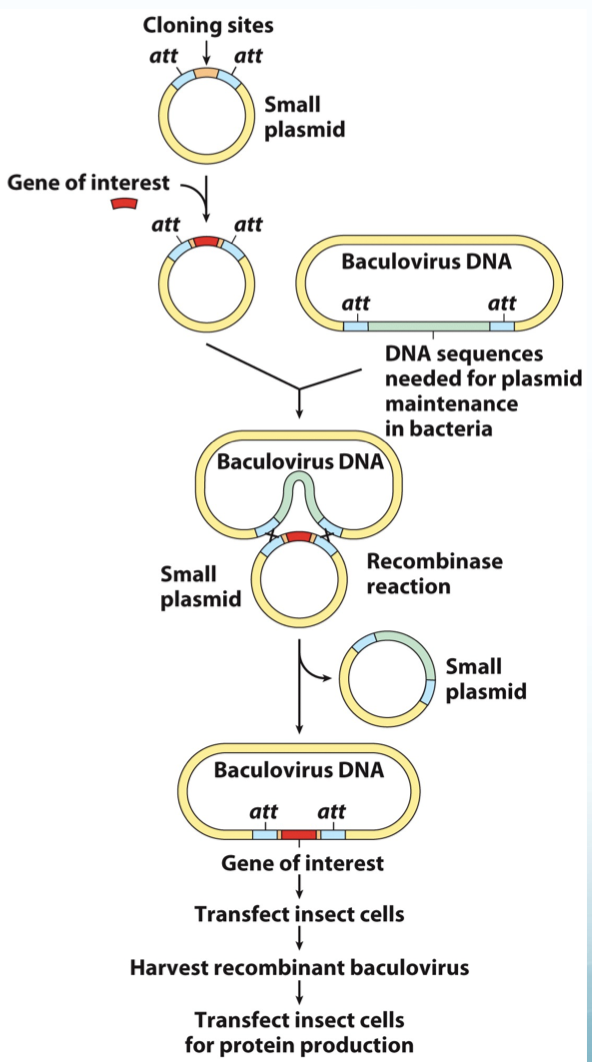 Cloning sites
att att
Small
plasmid
Gene of interest
att att
Baculovirus DNA
att att
DNA sequences
needed for plasmid
maintenance
in bacteria
Baculovirus DNA
Small
plasmid
Recombinase
reaction
Small
plasmid
Baculovirus DNA
att att
Gene of interest
Transfect insect cells
Harvest recombinant baculovirus
Transfect insect cells
for protein production